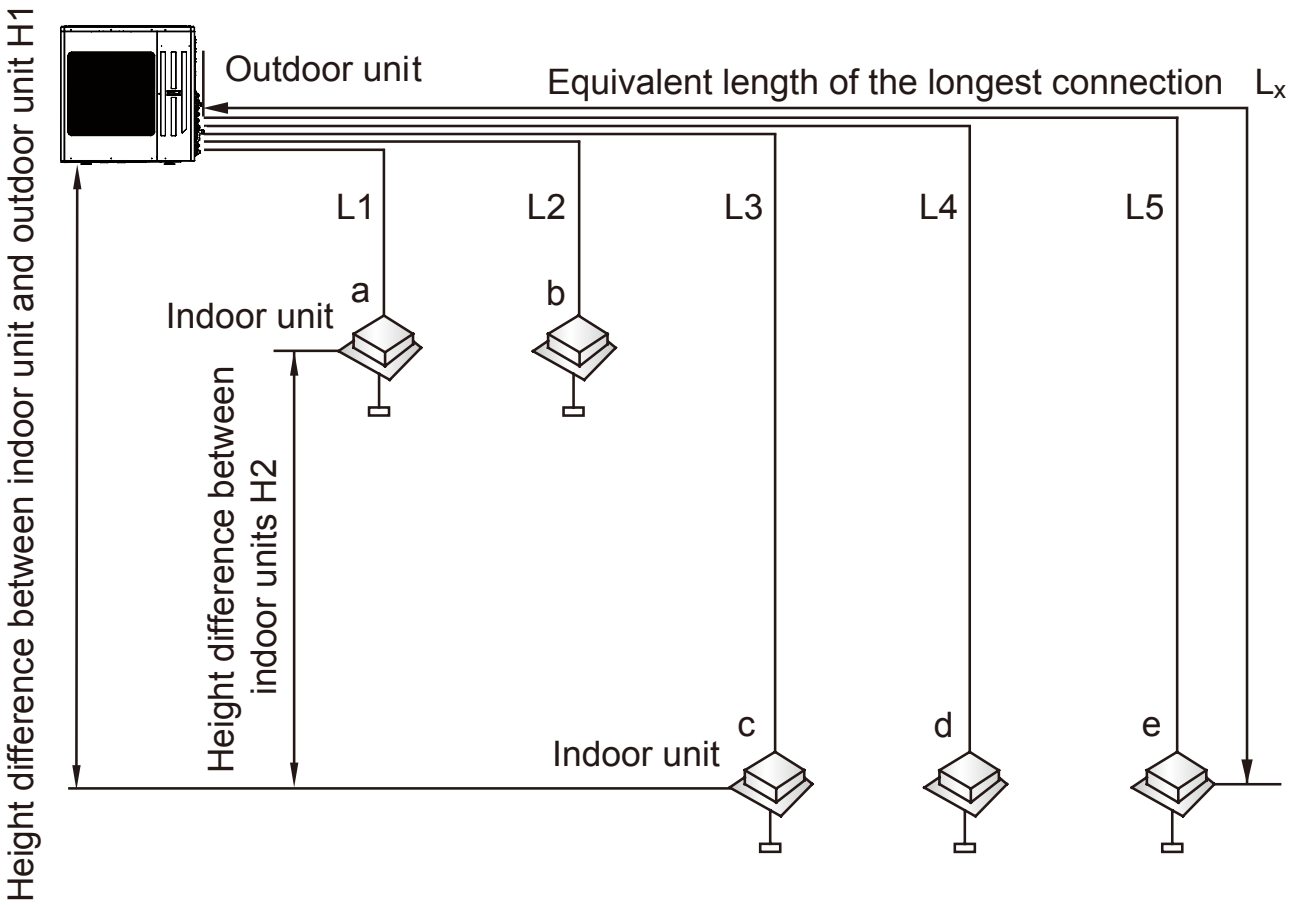 Height difference between indoor unit and outdoor unit H1
Outdoor unit
Equivalent length of the longest connection Lₓ
L1
L2
L3
L4
L5
a
b
Indoor unit
Height difference between
indoor units H2
c
d
e
Indoor unit